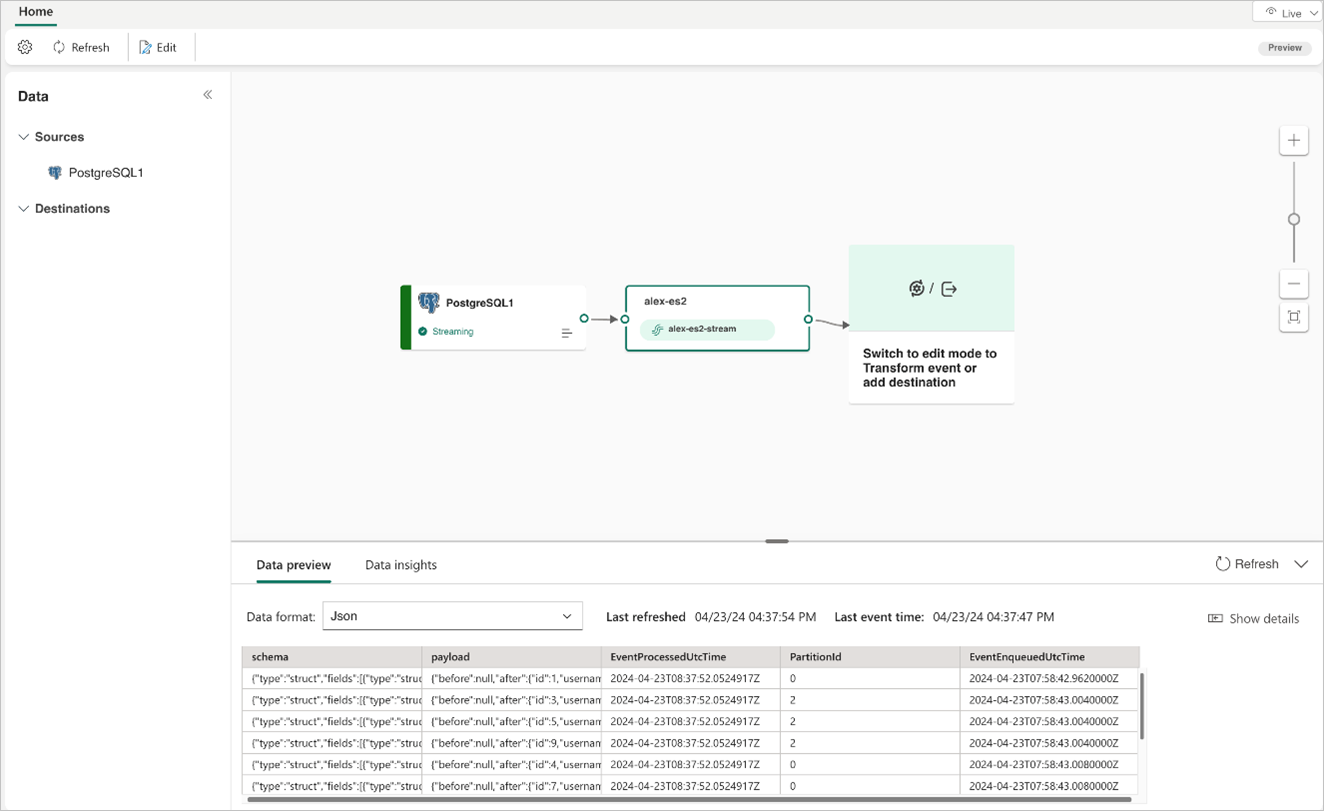 Home
Live
Refresh
Edit
Preview
Data
Sources
PostgreSQL1
Destinations
PostgreSQL1
Streaming
alex-es2
alex-es2-stream
/
Switch to edit mode to
Transform event or
add destination
Data preview
Data insights
Refresh
Data format: Json Last refreshed 04/23/24 04:37:54 PM Last event time: 04/23/24 04:37:47 PM Show details
schema payload EventProcessedUtcTime PartitionId EventEnqueuedUtcTime
{"type":"struct","fields":[{"type":"struc {"before":null,"after":{"id":1,"usernam 2024-04-23T08:37:52.0524917Z 0 2024-04-23T07:58:42.9620000Z
{"type":"struct","fields":[{"type":"struc {"before":null,"after":{"id":3,"usernam 2024-04-23T08:37:52.0524917Z 2 2024-04-23T07:58:43.0040000Z
{"type":"struct","fields":[{"type":"struc {"before":null,"after":{"id":5,"usernam 2024-04-23T08:37:52.0524917Z 2 2024-04-23T07:58:43.0040000Z
{"type":"struct","fields":[{"type":"struc {"before":null,"after":{"id":9,"usernam 2024-04-23T08:37:52.0524917Z 2 2024-04-23T07:58:43.0040000Z
{"type":"struct","fields":[{"type":"struc {"before":null,"after":{"id":4,"usernam 2024-04-23T08:37:52.0524917Z 0 2024-04-23T07:58:43.0080000Z
{"type":"struct","fields":[{"type":"struc {"before":null,"after":{"id":7,"usernam 2024-04-23T08:37:52.0524917Z 0 2024-04-23T07:58:43.0080000Z